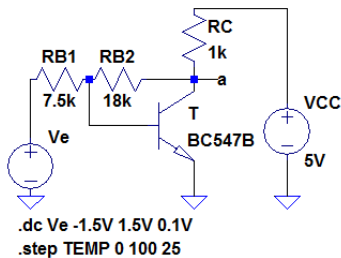 RC
RB1
RB2
1k
a
7.5k
18k
T
VCC
Ve
BC547B
5V
.dc Ve -1.5V 1.5V 0.1V
.step TEMP 0 100 25